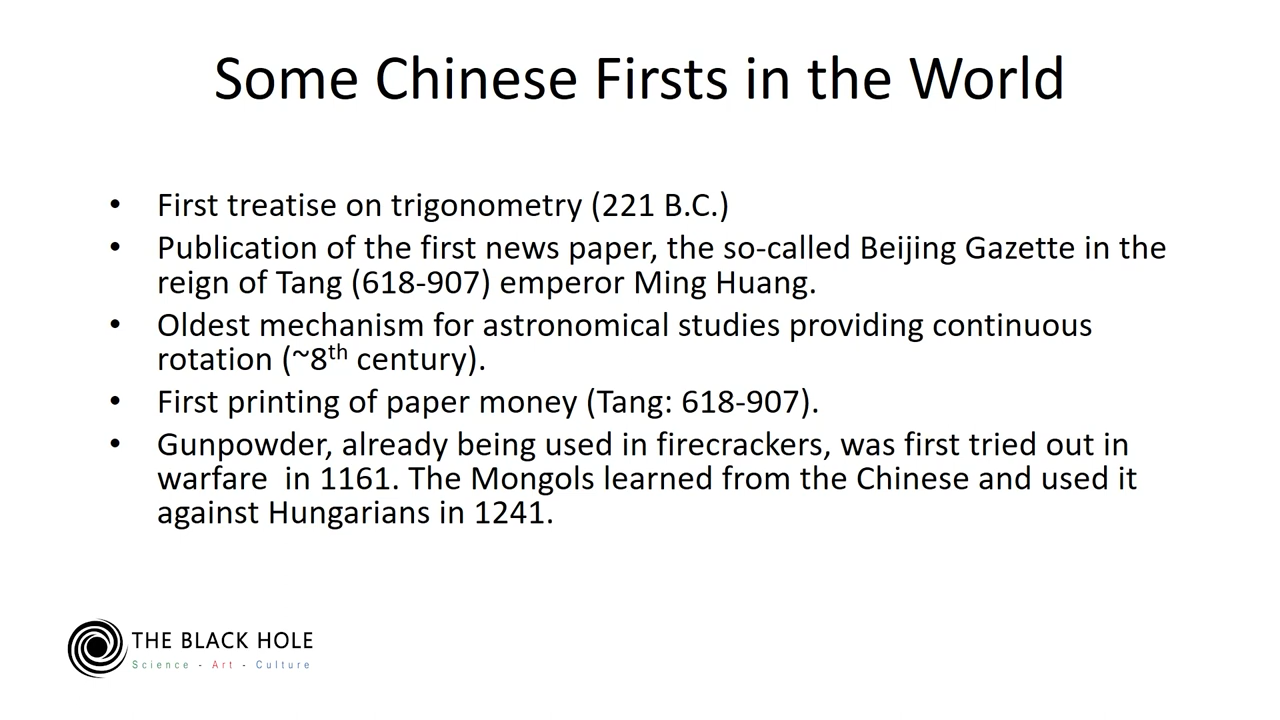 Some Chinese Firsts in the World
• First treatise on trigonometry (221 B.C.)
• Publication of the first news paper, the so-called Beijing Gazette in the
reign of Tang (618-907) emperor Ming Huang.
• Oldest mechanism for astronomical studies providing continuous
rotation (~8th century).
• First printing of paper money (Tang: 618-907).
• Gunpowder, already being used in firecrackers, was first tried out in
warfare  in 1161. The Mongols learned from the Chinese and used it
against Hungarians in 1241.
THE BLACK HOLE
Science - Art - Culture